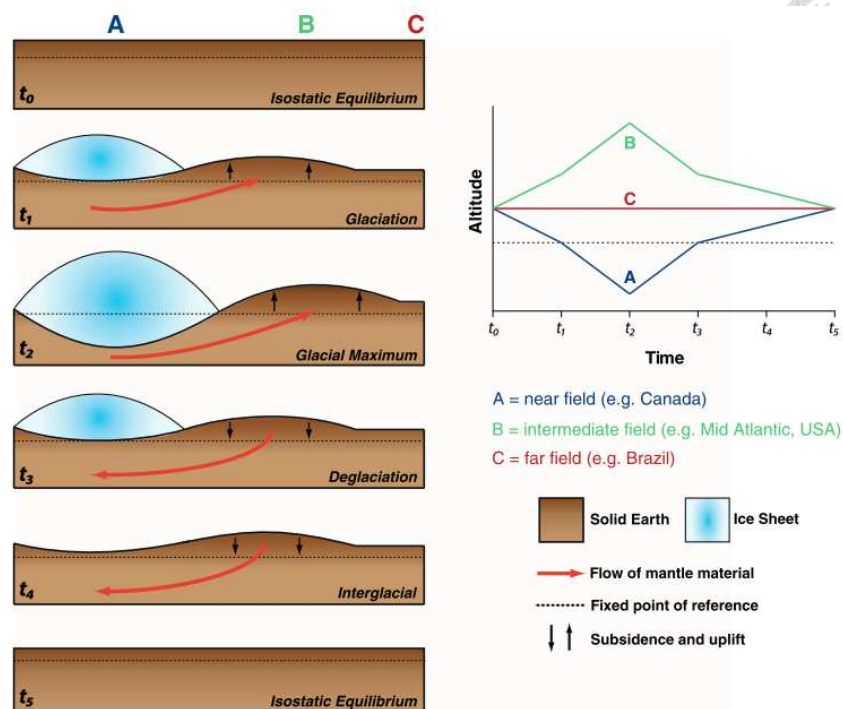 A B C
t0 Isostatic Equilibrium
t1 Glaciation
t2 Glacial Maximum
t3 Deglaciation
t4 Interglacial
t5 Isostatic Equilibrium
Altitude
B
C
A
t0 t1 t2 t3 t4 t5
Time
A = near field (e.g. Canada)
B = intermediate field (e.g. Mid Atlantic, USA)
C = far field (e.g. Brazil)
Solid Earth Ice Sheet
Flow of mantle material
Fixed point of reference
Subsidence and uplift